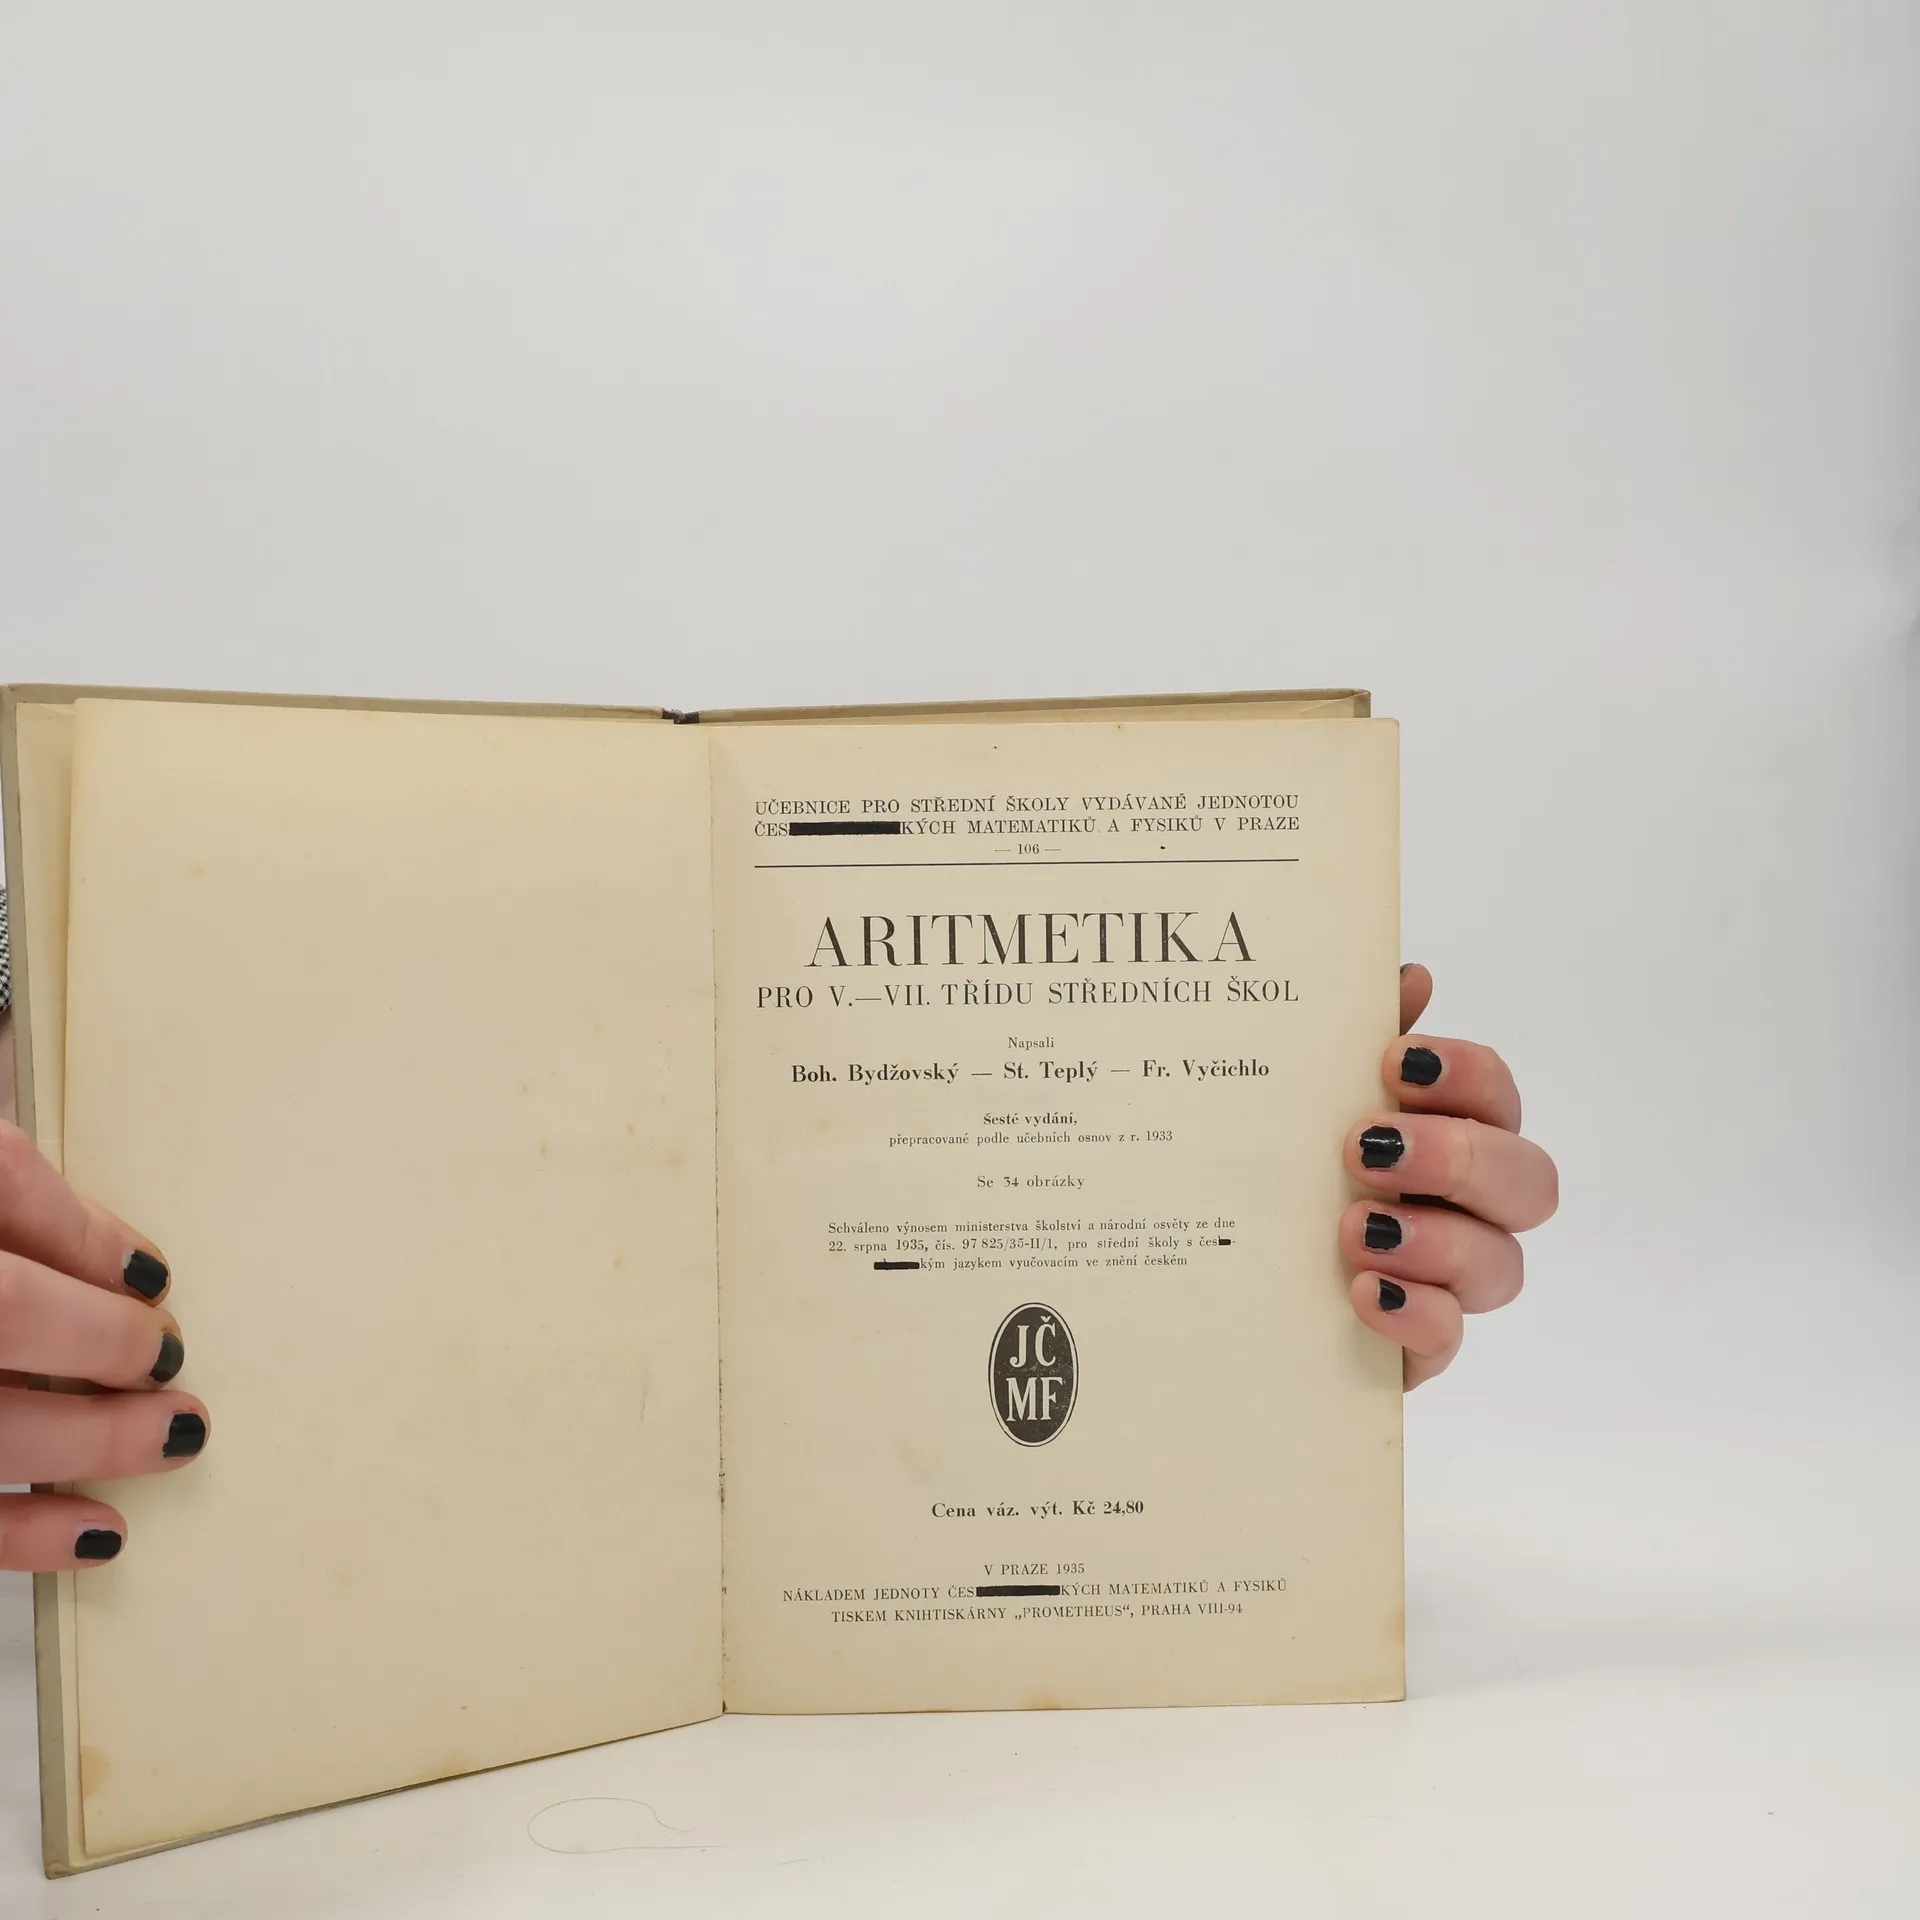 UČEBNICE PRO STŘEDNÍ ŠKOLY VYDÁVANÉ JEDNOTOU
ČES KÝCH MATEMATIKŮ A FYSIKŮ V PRAZE
— 106 —
ARITMETIKA
PRO V.—VII. TŘÍDU STŘEDNÍCH ŠKOL
Napsali
Boh. Bydžovský — St. Teplý — Fr. Vyčichlo
Šesté vydání,
přepracované podle učebních osnov z r. 1933
Se 34 obrázky
Schváleno výnosem ministerstva školství a národní osvěty ze dne
22. srpna 1935, čís. 97 825/35-II/1, pro střední školy s čes -
kým jazykem vyučovacím ve znění českém
JČ
MF
Cena váz. výt. Kč 24,80
V PRAZE 1935
NÁKLADEM JEDNOTY ČES KÝCH MATEMATIKŮ A FYSIKŮ
TISKEM KNIHTISKÁRNY „PROMETHEUS“, PRAHA VIII-94